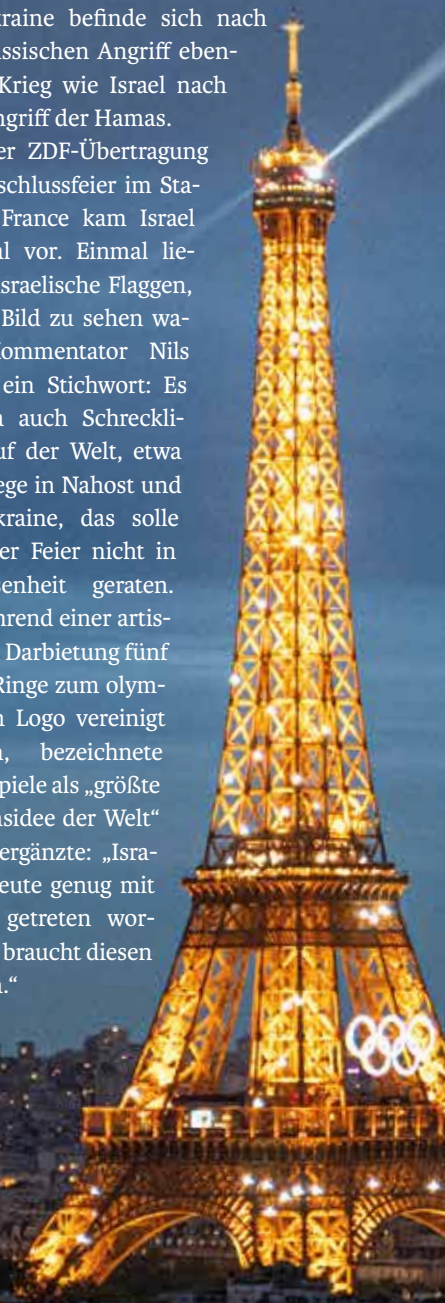 kraine befinde sich nach
ssischen Angriff eben-
Krieg wie Israel nach
ngriff der Hamas.
er ZDF-Übertragung
schlussfeier im Sta-
France kam Israel
al vor. Einmal lie-
sraelische Flaggen,
Bild zu sehen wa-
ommentator Nils
ein Stichwort: Es
n auch Schreckli-
uf der Welt, etwa
ege in Nahost und
kraine, das solle
er Feier nicht in
senheit geraten.
hrend einer artis-
Darbietung fünf
Ringe zum olym-
n Logo vereinigt
n, bezeichnete
piele als „größte
nsidee der Welt“
ergänzte: „Isra-
eute genug mit
getreten wor-
braucht diesen
n.“